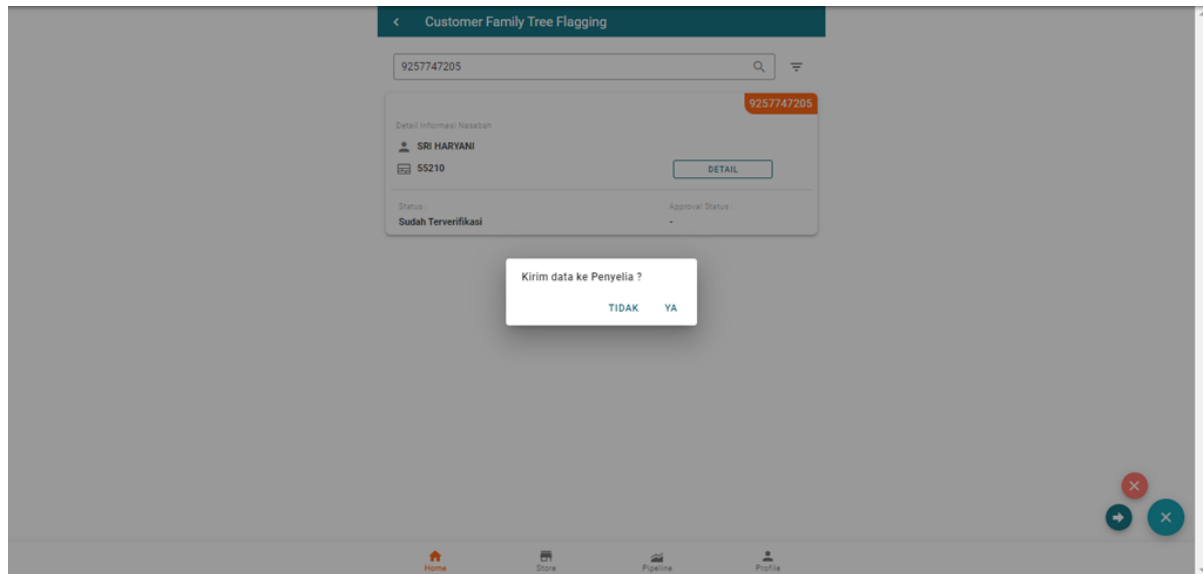 Customer Family Tree Flagging
9257747205
9257747205
Detail Informasi Nasabah
SRI HARYANI
55210
DETAIL
Status :
Approval Status :
Sudah Terverifikasi
-
Kirim data ke Penyelia ?
TIDAK YA
Home Store Pipeline Profile